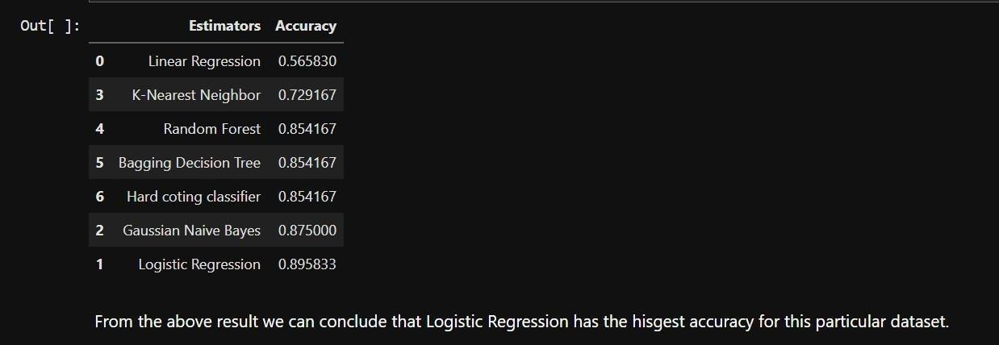 Out[ ]:
Estimators Accuracy
0 Linear Regression 0.565830
3 K-Nearest Neighbor 0.729167
4 Random Forest 0.854167
5 Bagging Decision Tree 0.854167
6 Hard coting classifier 0.854167
2 Gaussian Naive Bayes 0.875000
1 Logistic Regression 0.895833
From the above result we can conclude that Logistic Regression has the hisgest accuracy for this particular dataset.